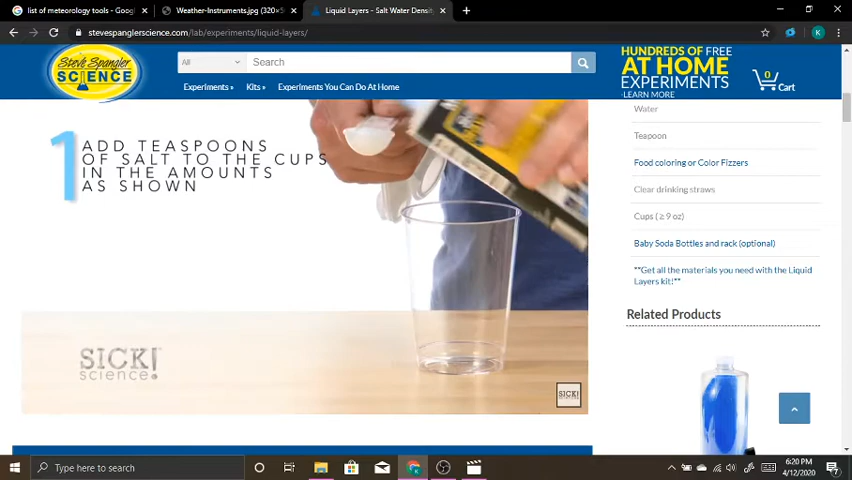 list of meteorology tools - Goog
Weather-Instruments.jpg (320×5
Liquid Layers – Salt Water Densit
stevespanglerscience.com/lab/experiments/liquid-layers/
K
Steve Spangler
SCIENCE
All
Search
HUNDREDS OF FREE
AT HOME
EXPERIMENTS
·LEARN MORE
0
Cart
Experiments »
Kits »
Experiments You Can Do At Home
1
ADD TEASPOONS
OF SALT TO THE CUPS
IN THE AMOUNTS
AS SHOWN
SICK!
science.
SICK!
Water
Teaspoon
Food coloring or Color Fizzers
Clear drinking straws
Cups (≥ 9 oz)
Baby Soda Bottles and rack (optional)
**Get all the materials you need with the Liquid
Layers kit!**
Related Products
Type here to search
6:20 PM
4/12/2020
7